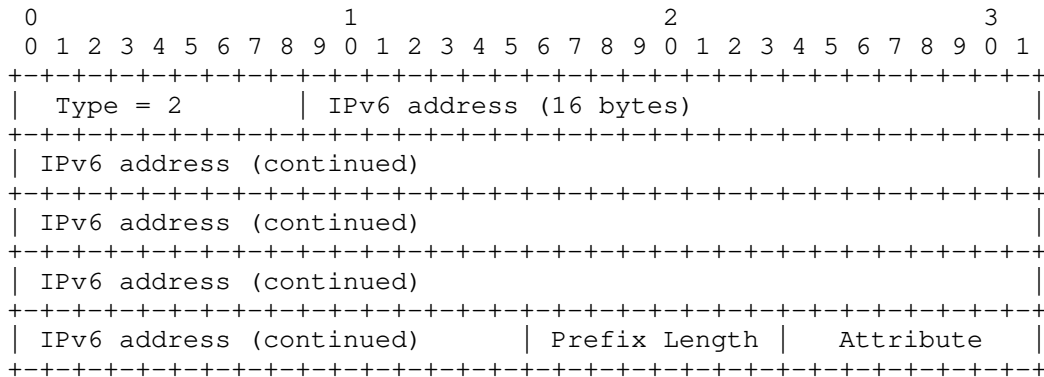 0                   1                   2                   3
 0 1 2 3 4 5 6 7 8 9 0 1 2 3 4 5 6 7 8 9 0 1 2 3 4 5 6 7 8 9 0 1
+-+-+-+-+-+-+-+-+-+-+-+-+-+-+-+-+-+-+-+-+-+-+-+-+-+-+-+-+-+-+-+-+
|  Type = 2       | IPv6 address (16 bytes)                     |
+-+-+-+-+-+-+-+-+-+-+-+-+-+-+-+-+-+-+-+-+-+-+-+-+-+-+-+-+-+-+-+-+
| IPv6 address (continued)                                      |
+-+-+-+-+-+-+-+-+-+-+-+-+-+-+-+-+-+-+-+-+-+-+-+-+-+-+-+-+-+-+-+-+
| IPv6 address (continued)                                      |
+-+-+-+-+-+-+-+-+-+-+-+-+-+-+-+-+-+-+-+-+-+-+-+-+-+-+-+-+-+-+-+-+
| IPv6 address (continued)                                      |
+-+-+-+-+-+-+-+-+-+-+-+-+-+-+-+-+-+-+-+-+-+-+-+-+-+-+-+-+-+-+-+-+
| IPv6 address (continued)      | Prefix Length |   Attribute   |
+-+-+-+-+-+-+-+-+-+-+-+-+-+-+-+-+-+-+-+-+-+-+-+-+-+-+-+-+-+-+-+-+